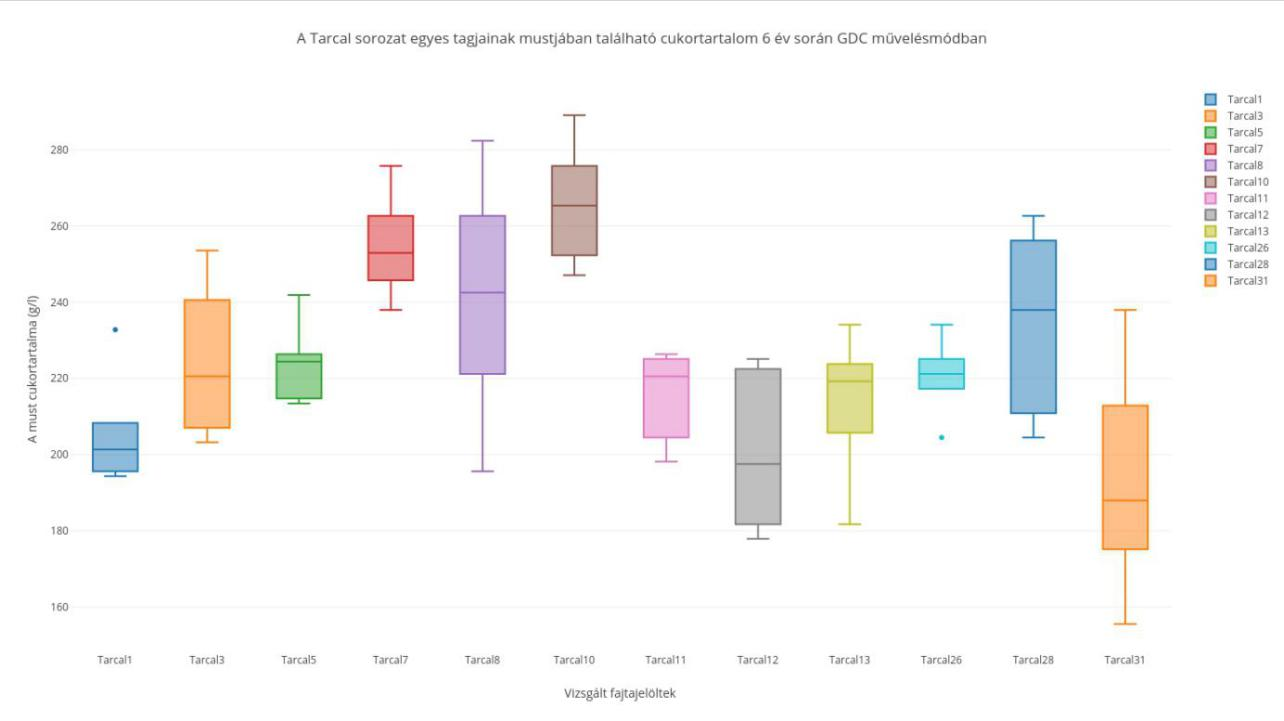 A Tarcal sorozat egyes tagjainak mustjában található cukortartalom 6 év során GDC művelésmódban
Tarcal1
Tarcal3
Tarcal5
Tarcal7
Tarcal8
Tarcal10
Tarcal11
Tarcal12
Tarcal13
Tarcal26
Tarcal28
Tarcal31
A must cukortartalma (g/l)
280
260
240
220
200
180
160
Tarcal1 Tarcal3 Tarcal5 Tarcal7 Tarcal8 Tarcal10 Tarcal11 Tarcal12 Tarcal13 Tarcal26 Tarcal28 Tarcal31
Vizsgált fajtajelöltek